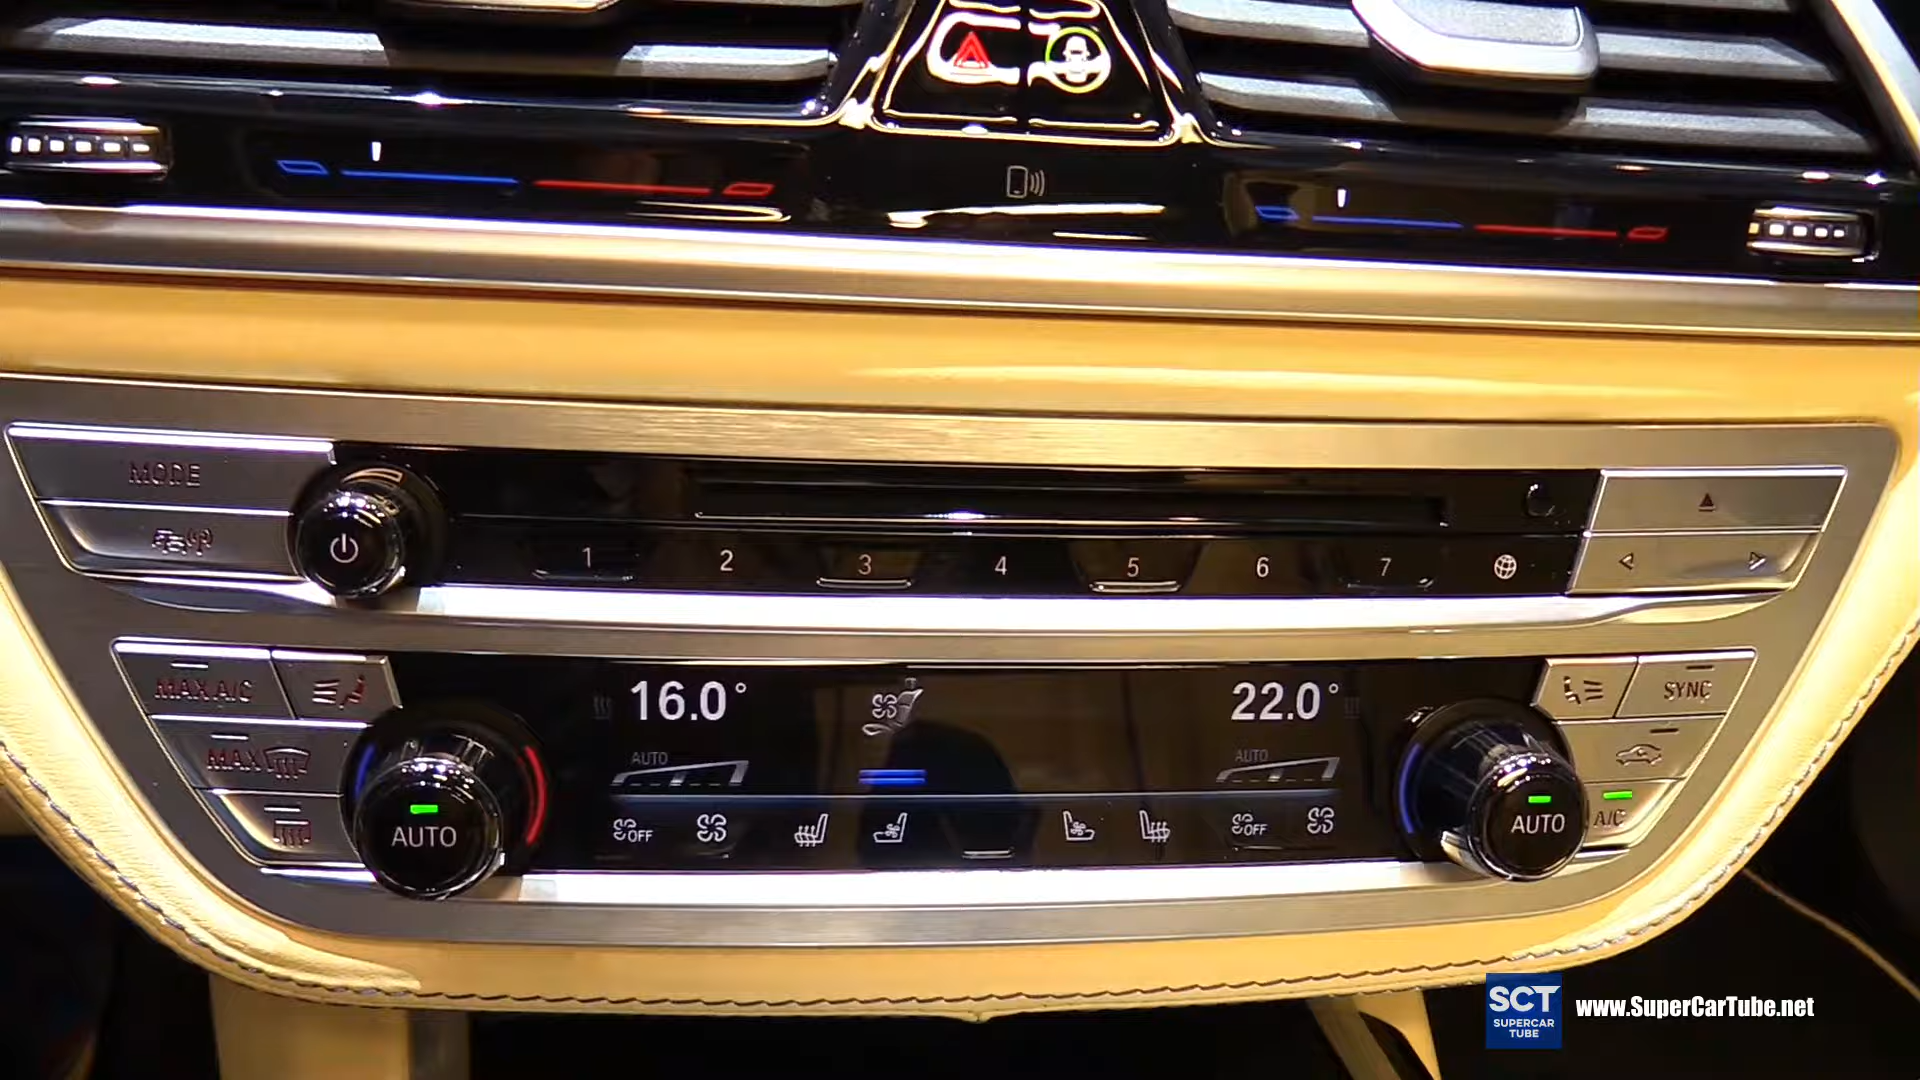 MODE
1 2 3 4 5 6 7
MAX A/C
16.0°
22.0°
SYNC
MAX
AUTO
AUTO
AUTO
OFF
OFF
AUTO
A/C
SCT
SUPERCAR
TUBE
www.SuperCarTube.net